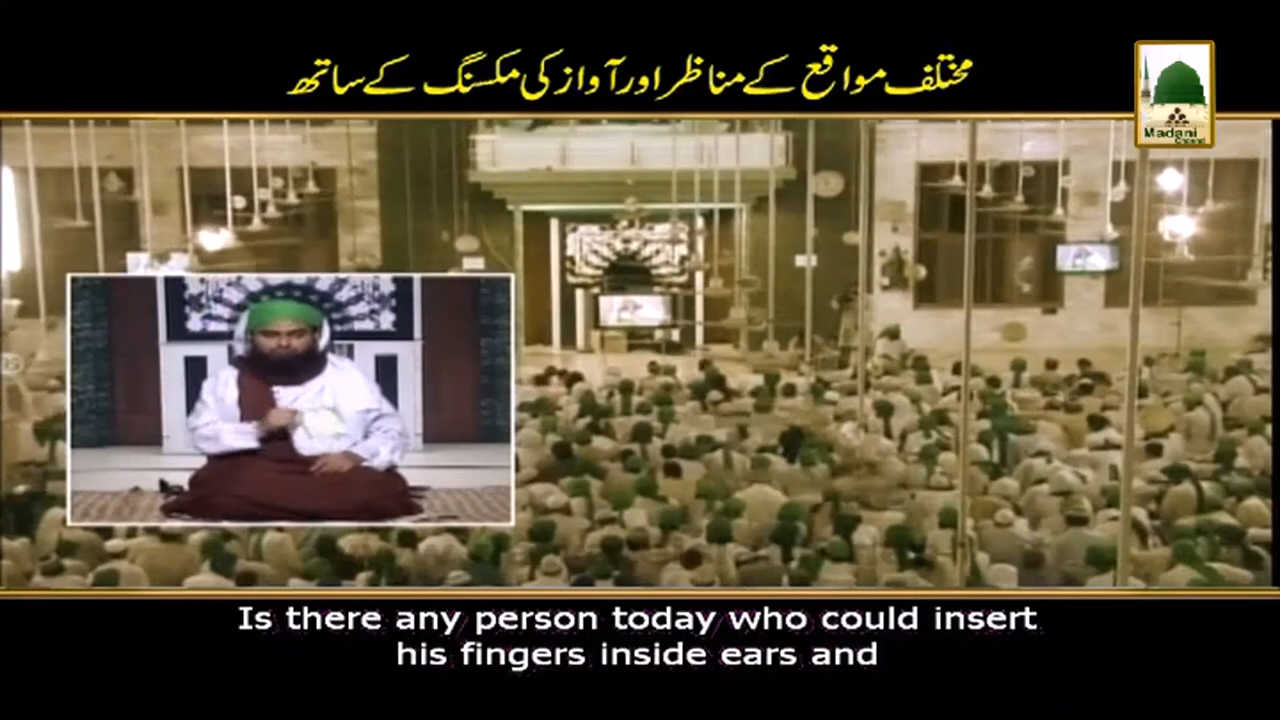 مختلف مواقع کے مناظر اور آواز کی مکسنگ کے ساتھ
Madani
Channel
Is there any person today who could insert
his fingers inside ears and